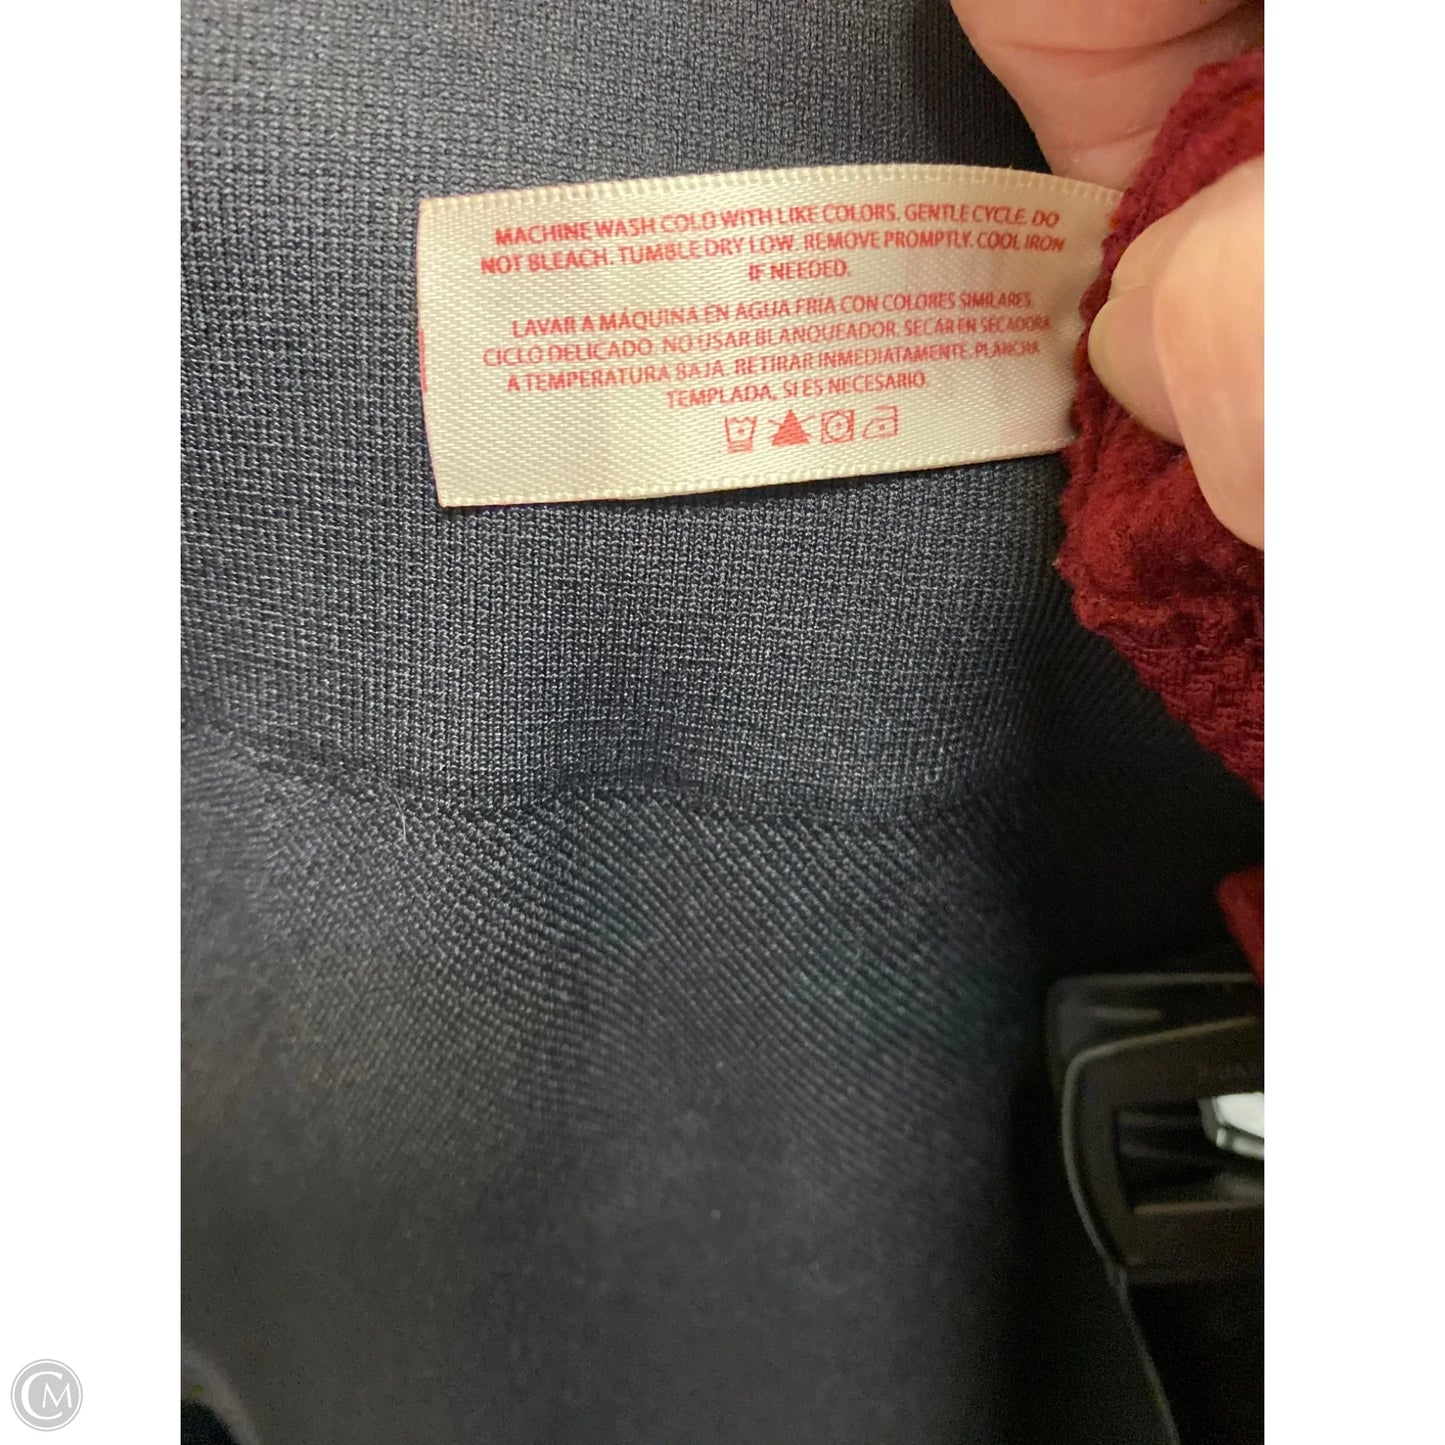 MACHINE WASH COLD WITH LIKE COLORS. GENTLE CYCLE. DO
NOT BLEACH. TUMBLE DRY LOW. REMOVE PROMPTLY. COOL IRON
IF NEEDED.
LAVAR A MÁQUINA EN AGUA FRIA CON COLORES SIMILARES.
CICLO DELICADO. NO USAR BLANQUEADOR. SECAR EN SECADORA
A TEMPERATURA BAJA. RETIRAR INMEDIATAMENTE. PLANCHA
TEMPLADA, SI ES NECESARIO.
CM